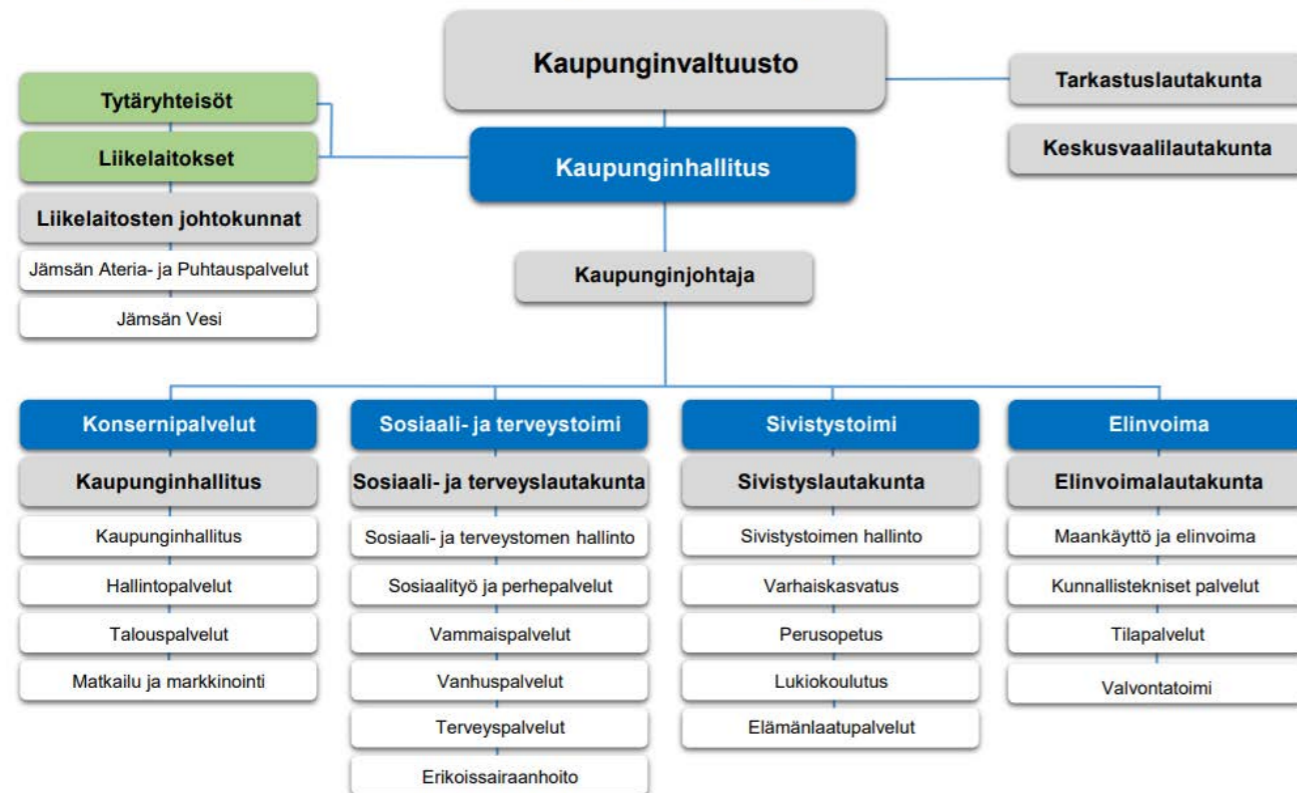 Kaupunginvaltuusto
Tarkastuslautakunta
Keskusvaalilautakunta
Tytäryhteisöt
Liikelaitokset
Kaupunginhallitus
Liikelaitosten johtokunnat
Jämsän Ateria- ja Puhtauspalvelut
Jämsän Vesi
Kaupunginjohtaja
Konsernipalvelut
Kaupunginhallitus
Kaupunginhallitus
Hallintopalvelut
Talouspalvelut
Matkailu ja markkinointi
Sosiaali- ja terveystoimi
Sosiaali- ja terveyslautakunta
Sosiaali- ja terveystomen hallinto
Sosiaalityö ja perhepalvelut
Vammaispalvelut
Vanhuspalvelut
Terveyspalvelut
Erikoissairaanhoito
Sivistystoimi
Sivistyslautakunta
Sivistystoimen hallinto
Varhaiskasvatus
Perusopetus
Lukiokoulutus
Elämänlaatupalvelut
Elinvoima
Elinvoimalautakunta
Maankäyttö ja elinvoima
Kunnallistekniset palvelut
Tilapalvelut
Valvontatoimi